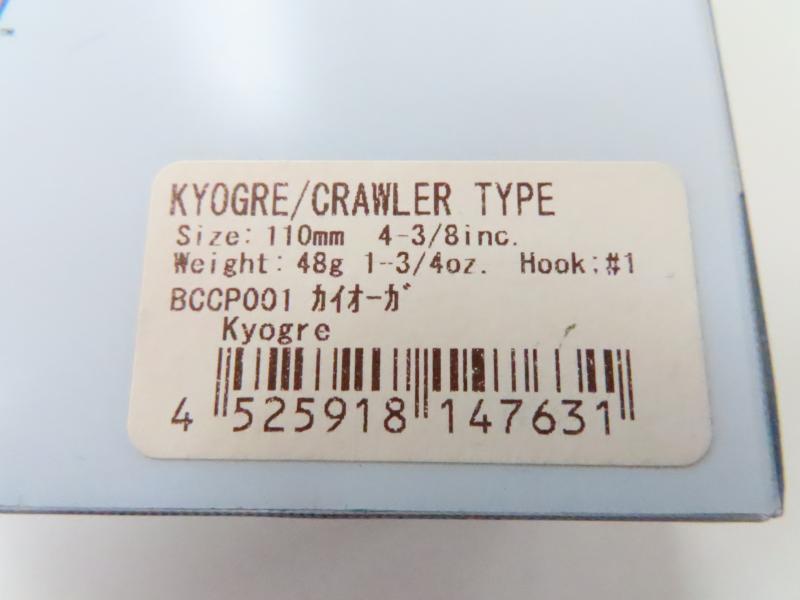 KYOGRE/CRAWLER TYPE
Size: 110mm 4-3/8inc.
Weight: 48g 1-3/4oz. Hook:#1
BCCP001 カイオーガ
Kyogre
4 525918 147631